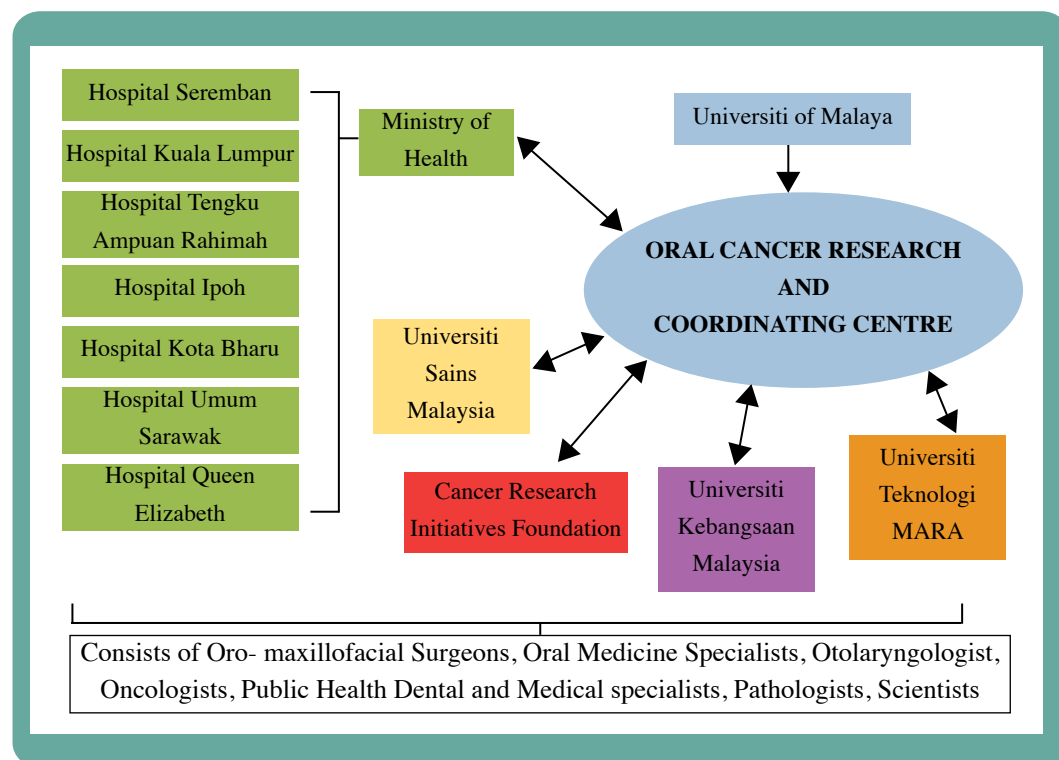 Hospital Seremban
Hospital Kuala Lumpur
Hospital Tengku
Ampuan Rahimah
Hospital Ipoh
Hospital Kota Bharu
Hospital Umum
Sarawak
Hospital Queen
Elizabeth
Ministry of
Health
Universiti of Malaya
ORAL CANCER RESEARCH
AND
COORDINATING CENTRE
Universiti
Sains
Malaysia
Cancer Research
Initiatives Foundation
Universiti
Kebangsaan
Malaysia
Universiti
Teknologi
MARA
Consists of Oro- maxillofacial Surgeons, Oral Medicine Specialists, Otolaryngologist,
Oncologists, Public Health Dental and Medical specialists, Pathologists, Scientists